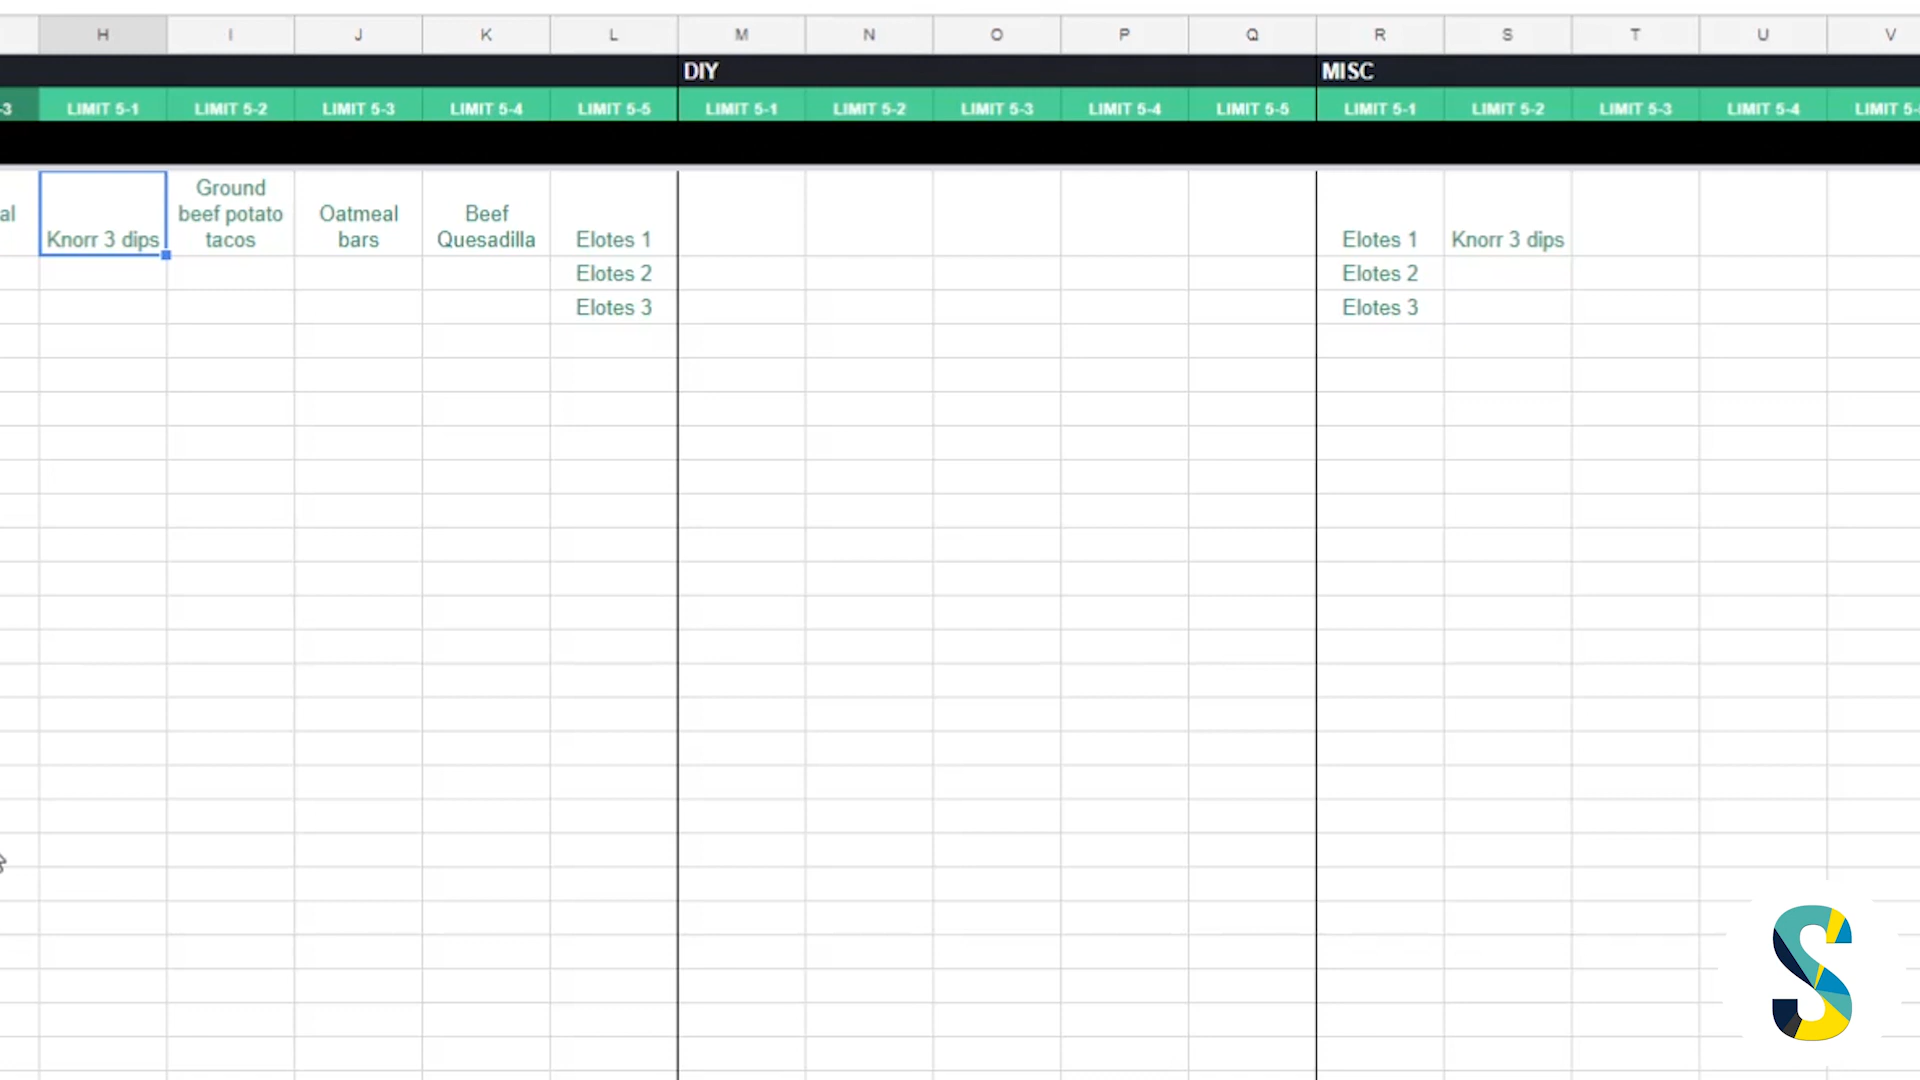 H I J K L M N O P Q R S T U V
DIY MISC
-3 LIMIT 5-1 LIMIT 5-2 LIMIT 5-3 LIMIT 5-4 LIMIT 5-5 LIMIT 5-1 LIMIT 5-2 LIMIT 5-3 LIMIT 5-4 LIMIT 5-5 LIMIT 5-1 LIMIT 5-2 LIMIT 5-3 LIMIT 5-4 LIMIT 5-
Ground
al beef potato Oatmeal Beef
Knorr 3 dips tacos bars Quesadilla Elotes 1 Elotes 1 Knorr 3 dips
Elotes 2 Elotes 2
Elotes 3 Elotes 3
S